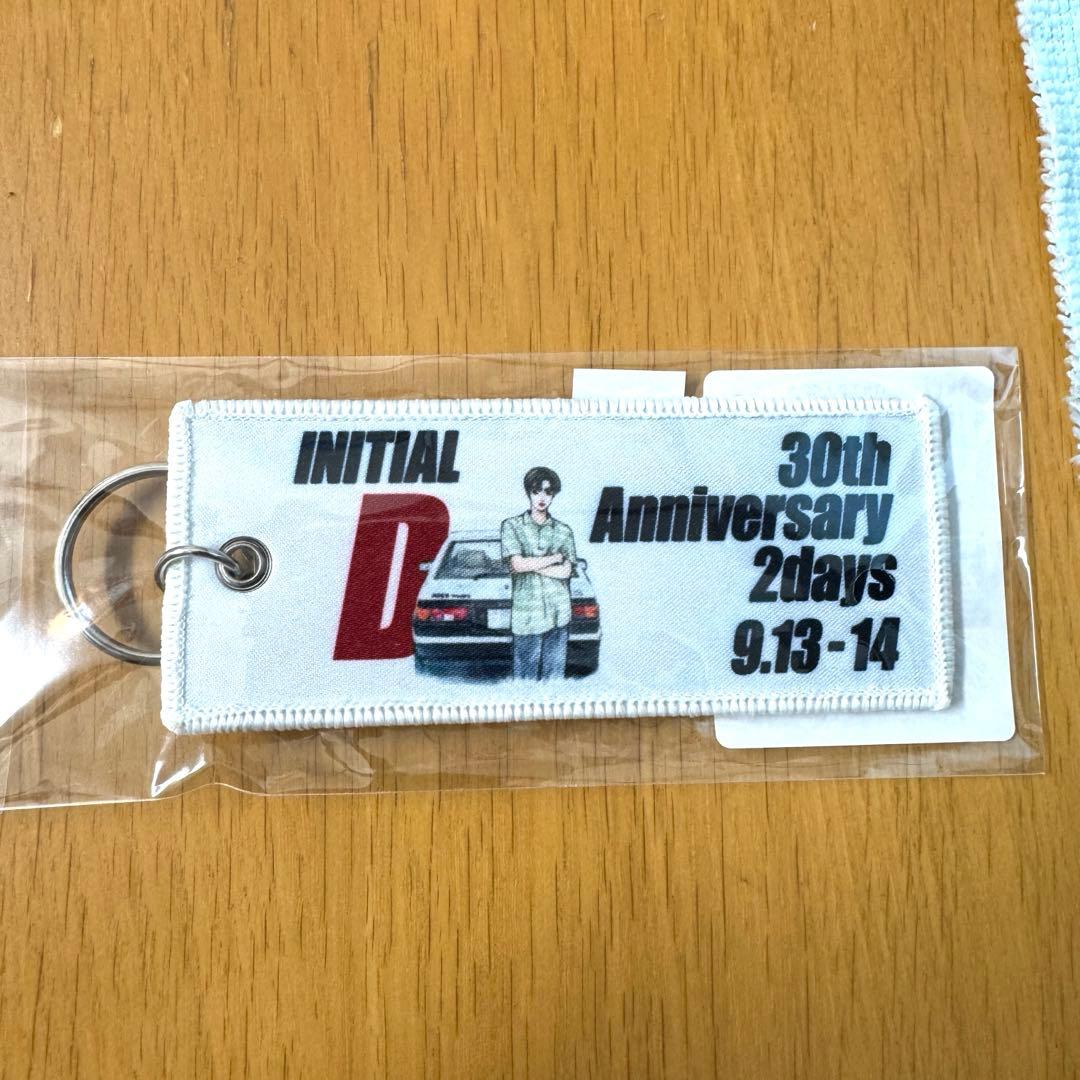 INITIAL
D
30th
Anniversary
2days
9.13 - 14